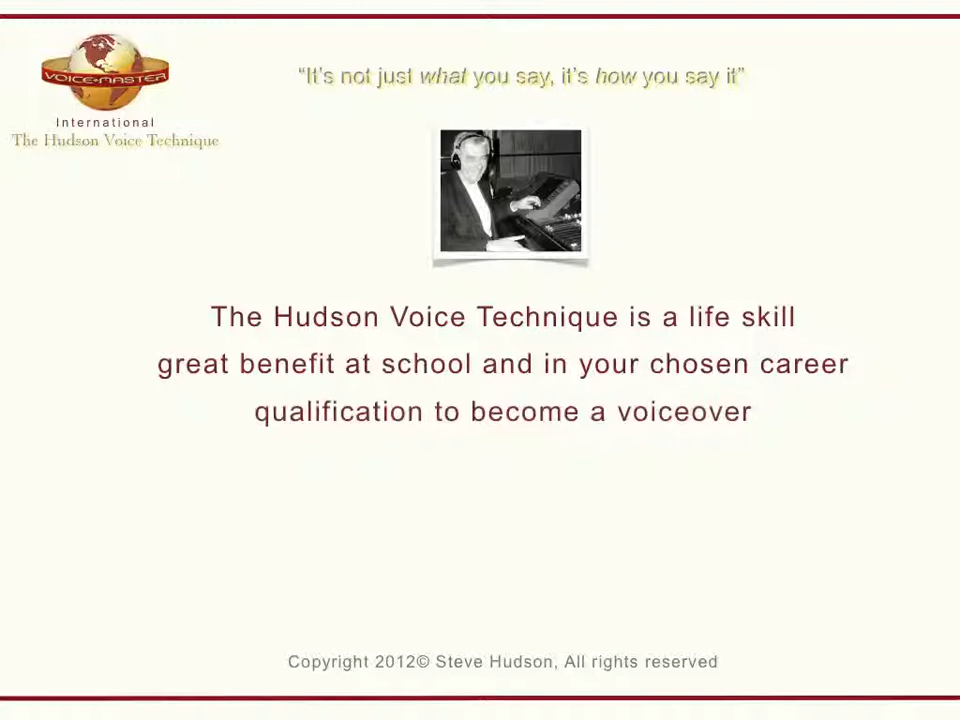 VOICE-MASTER
International
The Hudson Voice Technique
“It’s not just what you say, it’s how you say it”
The Hudson Voice Technique is a life skill
great benefit at school and in your chosen career
qualification to become a voiceover
Copyright 2012© Steve Hudson, All rights reserved